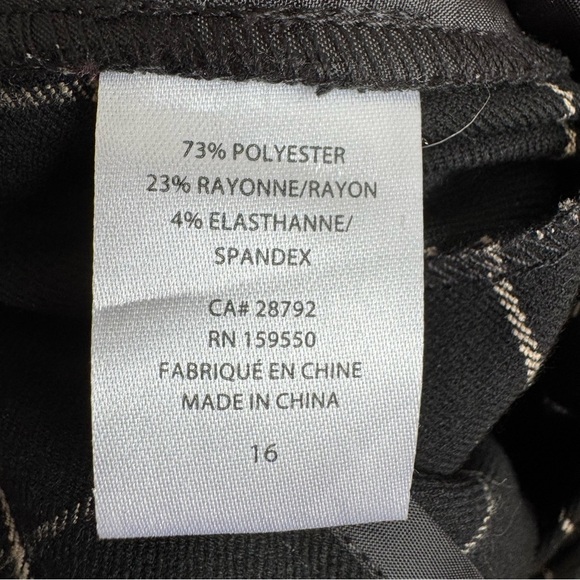 73% POLYESTER
23% RAYONNE/RAYON
4% ELASTHANNE/
SPANDEX
CA# 28792
RN 159550
FABRIQUÉ EN CHINE
MADE IN CHINA
16